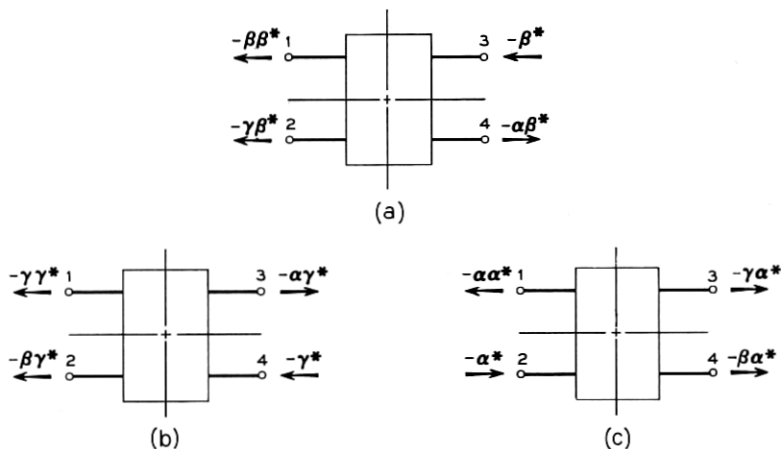 -ββ* 1 3 -β*
-γβ* 2 4 -αβ*
(a)
-γγ* 1 3 -αγ*
-βγ* 2 4 -γ*
(b)
-αα* 1 3 -γα*
-α* 2 4 -βα*
(c)